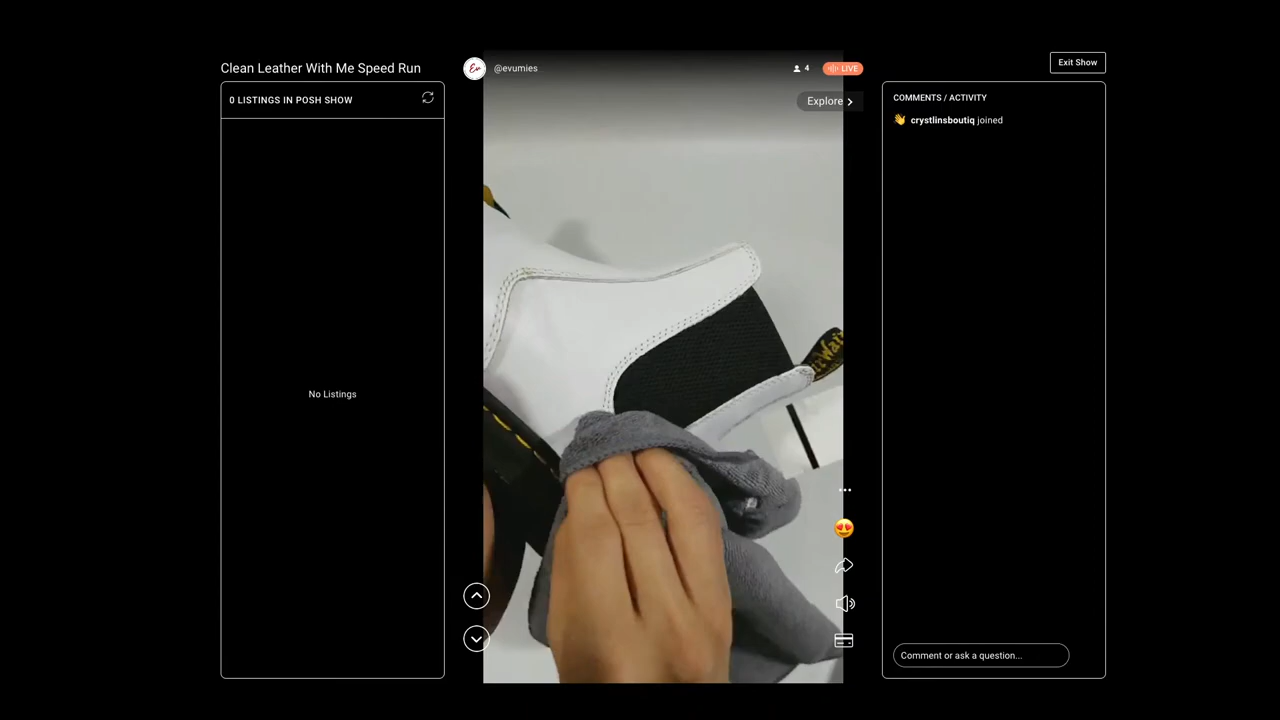 Clean Leather With Me Speed Run
0 LISTINGS IN POSH SHOW
No Listings
Ev
@evumies
4
LIVE
Explore
Exit Show
COMMENTS / ACTIVITY
crystlinsboutiq joined
Comment or ask a question...